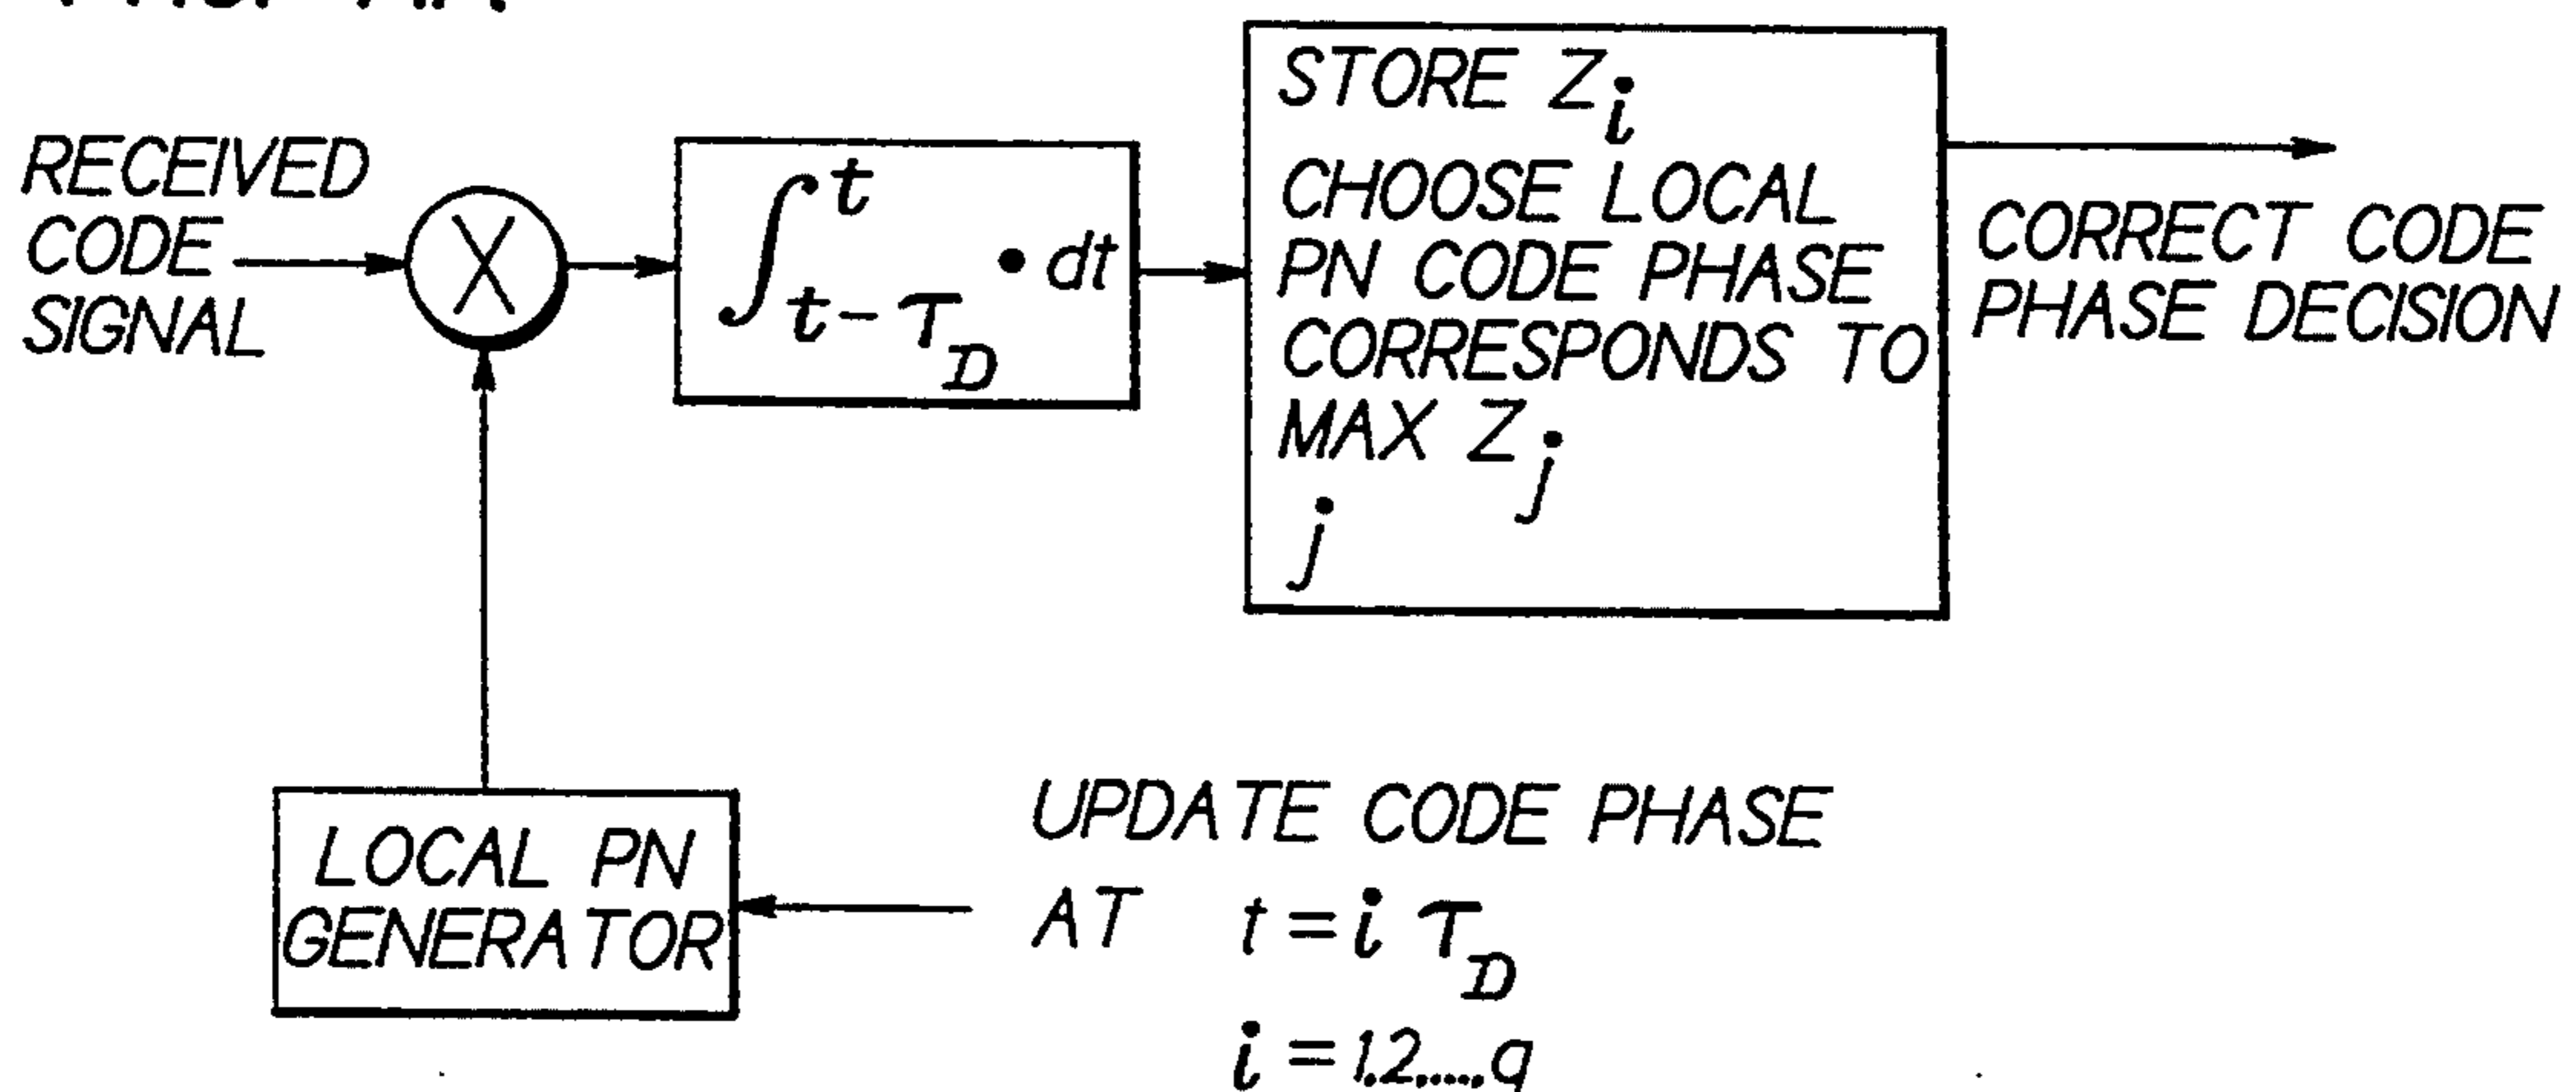 RECEIVED
CODE
SIGNAL
X
∫ t t-τD • dt
STORE Zi
CHOOSE LOCAL
PN CODE PHASE
CORRESPONDS TO
MAX Zj
j
CORRECT CODE
PHASE DECISION
LOCAL PN
GENERATOR
UPDATE CODE PHASE
AT t = i τD
i = 1.2.....q